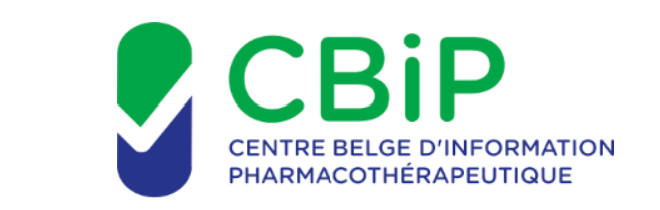 CBiP
CENTRE BELGE D'INFORMATION
PHARMACOTHÉRAPEUTIQUE